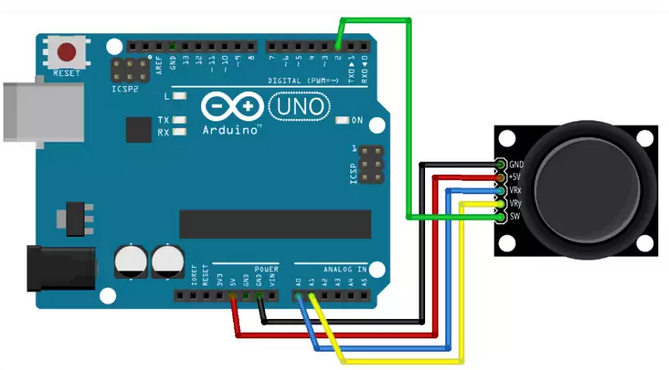 RESET
ICSP2
AREF
GND
13
12
~11
~10
~9
8
7
~6
~5
4
~3
2
TX0▶1
RX0◀0
DIGITAL (PWM=~)
L
TX
RX
UNO
Arduino™
ON
1
ICSP
GND
+5V
VRx
VRy
SW
POWER
ANALOG IN
IOREF
RESET
3V3
5V
GND
GND
VIN
A0
A1
A2
A3
A4
A5